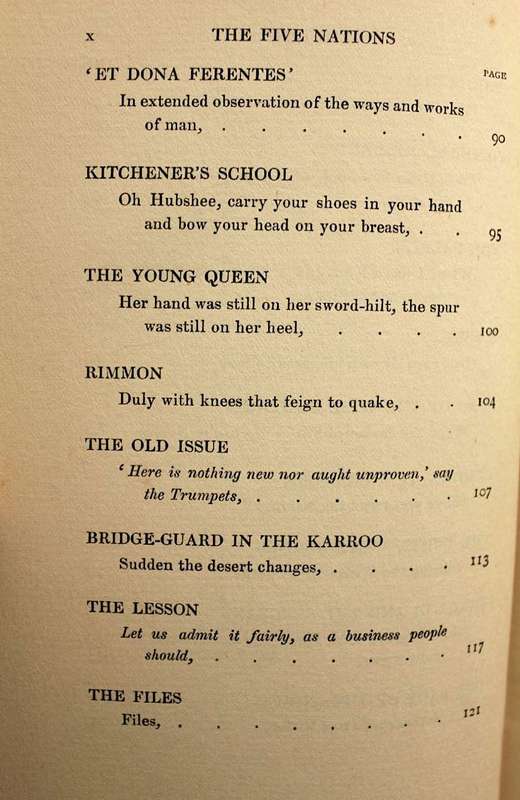 x THE FIVE NATIONS
‘ET DONA FERENTES’ PAGE
In extended observation of the ways and works
of man, . . . . . . . 90
KITCHENER’S SCHOOL
Oh Hubshee, carry your shoes in your hand
and bow your head on your breast, . . 95
THE YOUNG QUEEN
Her hand was still on her sword-hilt, the spur
was still on her heel, . . . . 100
RIMMON
Duly with knees that feign to quake, . . 104
THE OLD ISSUE
‘Here is nothing new nor aught unproven,’ say
the Trumpets, . . . . . . 107
BRIDGE-GUARD IN THE KARROO
Sudden the desert changes, . . . . 113
THE LESSON
Let us admit it fairly, as a business people
should, . . . . . . . 117
THE FILES
Files, . . . . . . . . 121